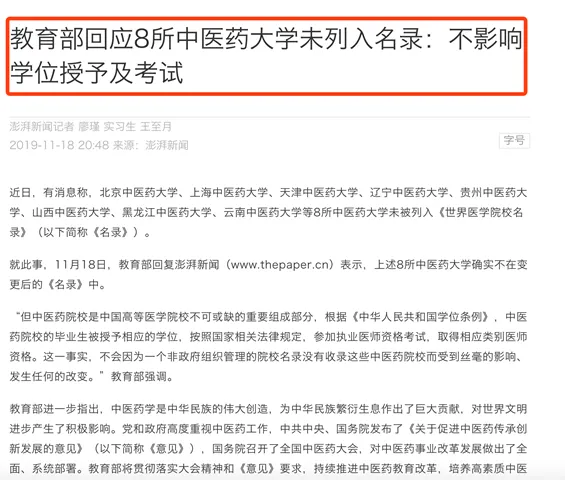 教育部回应8所中医药大学未列入名录：不影响
学位授予及考试
澎湃新闻记者 廖瑾 实习生 王至月
2019-11-18 20:48 来源：澎湃新闻
字号
近日，有消息称，北京中医药大学、上海中医药大学、天津中医药大学、辽宁中医药大学、贵州中医药大
学、山西中医药大学、黑龙江中医药大学、云南中医药大学等8所中医药大学未被列入《世界医学院校名
录》（以下简称《名录》）。
就此事，11月18日，教育部回复澎湃新闻（www.thepaper.cn）表示，上述8所中医药大学确实不在变
更后的《名录》中。
“但中医药院校是中国高等医学院校不可或缺的重要组成部分，根据《中华人民共和国学位条例》，中医
药院校的毕业生被授予相应的学位，按照国家相关法律规定，参加执业医师资格考试，取得相应类别医师
资格。这一事实，不会因为一个非政府组织管理的院校名录没有收录这些中医药院校而受到丝毫的影响、
发生任何的改变。”教育部强调。
教育部进一步指出，中医药学是中华民族的伟大创造，为中华民族繁衍生息作出了巨大贡献，对世界文明
进步产生了积极影响。党和政府高度重视中医药工作，中共中央、国务院发布了《关于促进中医药传承创
新发展的意见》（以下简称《意见》），国务院召开了全国中医药大会，对中医药事业改革发展做出了全
面、系统部署。教育部将贯彻落实大会精神和《意见》要求，持续推进中医药教育改革，培养高素质中医